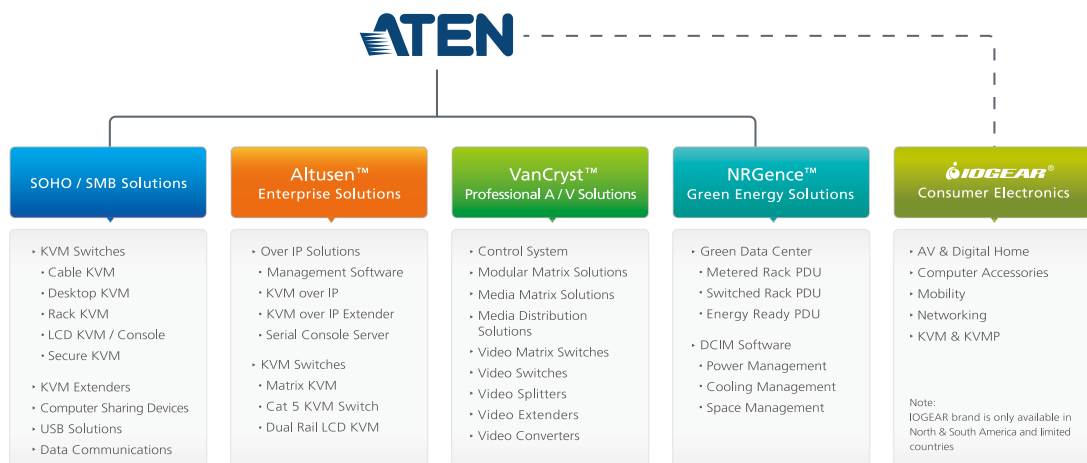 ATEN
SOHO / SMB Solutions
KVM Switches
Cable KVM
Desktop KVM
Rack KVM
LCD KVM / Console
Secure KVM
KVM Extenders
Computer Sharing Devices
USB Solutions
Data Communications
Altusen™
Enterprise Solutions
Over IP Solutions
Management Software
KVM over IP
KVM over IP Extender
Serial Console Server
KVM Switches
Matrix KVM
Cat 5 KVM Switch
Dual Rail LCD KVM
VanCryst™
Professional A / V Solutions
Control System
Modular Matrix Solutions
Media Matrix Solutions
Media Distribution
Solutions
Video Matrix Switches
Video Switches
Video Splitters
Video Extenders
Video Converters
NRGence™
Green Energy Solutions
Green Data Center
Metered Rack PDU
Switched Rack PDU
Energy Ready PDU
DCIM Software
Power Management
Cooling Management
Space Management
IOGEAR®
Consumer Electronics
AV & Digital Home
Computer Accessories
Mobility
Networking
KVM & KVMP
Note:
IOGEAR brand is only available in
North & South America and limited
countries